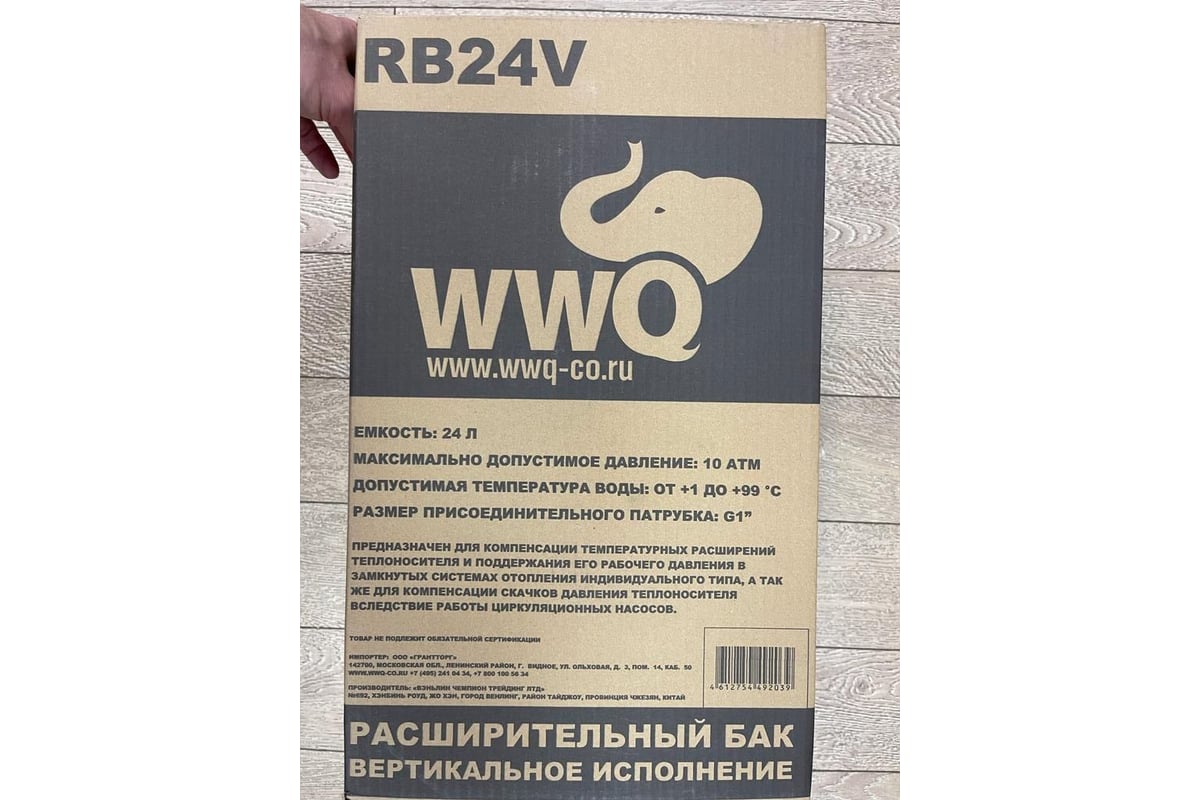 RB24V
WWQ
www.wwq-co.ru
ЕМКОСТЬ: 24 Л
МАКСИМАЛЬНО ДОПУСТИМОЕ ДАВЛЕНИЕ: 10 АТМ
ДОПУСТИМАЯ ТЕМПЕРАТУРА ВОДЫ: ОТ +1 ДО +99 °С
РАЗМЕР ПРИСОЕДИНИТЕЛЬНОГО ПАТРУБКА: G1”
ПРЕДНАЗНАЧЕН ДЛЯ КОМПЕНСАЦИИ ТЕМПЕРАТУРНЫХ РАСШИРЕНИЙ
ТЕПЛОНОСИТЕЛЯ И ПОДДЕРЖАНИЯ ЕГО РАБОЧЕГО ДАВЛЕНИЯ В
ЗАМКНУТЫХ СИСТЕМАХ ОТОПЛЕНИЯ ИНДИВИДУАЛЬНОГО ТИПА, А ТАК
ЖЕ ДЛЯ КОМПЕНСАЦИИ СКАЧКОВ ДАВЛЕНИЯ ТЕПЛОНОСИТЕЛЯ
ВСЛЕДСТВИЕ РАБОТЫ ЦИРКУЛЯЦИОННЫХ НАСОСОВ.
ТОВАР НЕ ПОДЛЕЖИТ ОБЯЗАТЕЛЬНОЙ СЕРТИФИКАЦИИ
ИМПОРТЕР: ООО «ГРАНТТОРГ»
142700, МОСКОВСКАЯ ОБЛ., ЛЕНИНСКИЙ РАЙОН, Г. ВИДНОЕ, УЛ. ОЛЬХОВАЯ, Д. 3, ПОМ. 14, КАБ. 50
WWW.WWQ-CO.RU +7 (495) 241 04 34, +7 800 100 56 34
ПРОИЗВОДИТЕЛЬ: «ВЭНЬЛИН ЧЕМПИОН ТРЕЙДИНГ ЛТД»
№692, ХЭНБИНЬ РОУД, ЖО ХЭН, ГОРОД ВЕНЛИНГ, РАЙОН ТАЙДЖОУ, ПРОВИНЦИЯ ЧЖЕЗЯН, КИТАЙ
4 612754 492039
РАСШИРИТЕЛЬНЫЙ БАК
ВЕРТИКАЛЬНОЕ ИСПОЛНЕНИЕ